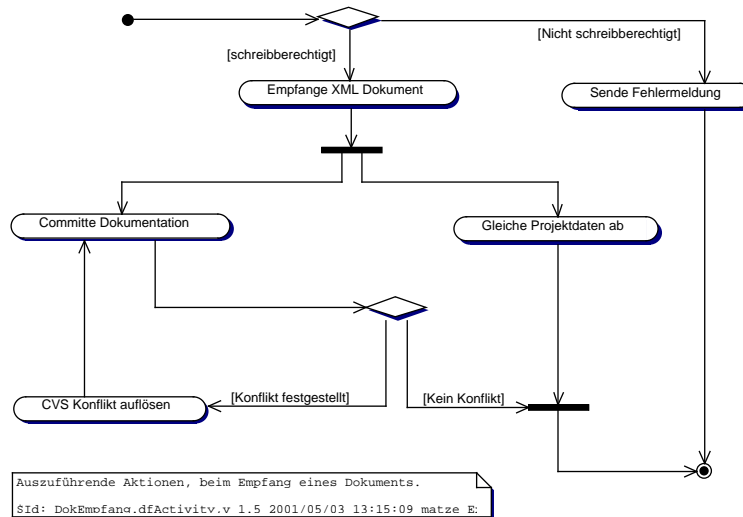 [Nicht schreibberechtigt]
[schreibberechtigt]
Empfange XML Dokument
Sende Fehlermeldung
Committe Dokumentation
Gleiche Projektdaten ab
[Konflikt festgestellt]
[Kein Konflikt]
CVS Konflikt auflösen
Auszuführende Aktionen, beim Empfang eines Dokuments.
$Id: DokEmpfang.dfActivity,v 1.5 2001/05/03 13:15:09 matze